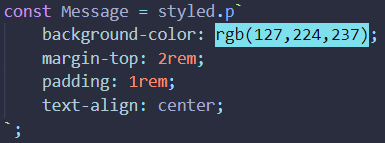 const Message = styled.p`
    background-color: rgb(127,224,237);
    margin-top: 2rem;
    padding: 1rem;
    text-align: center;
`;